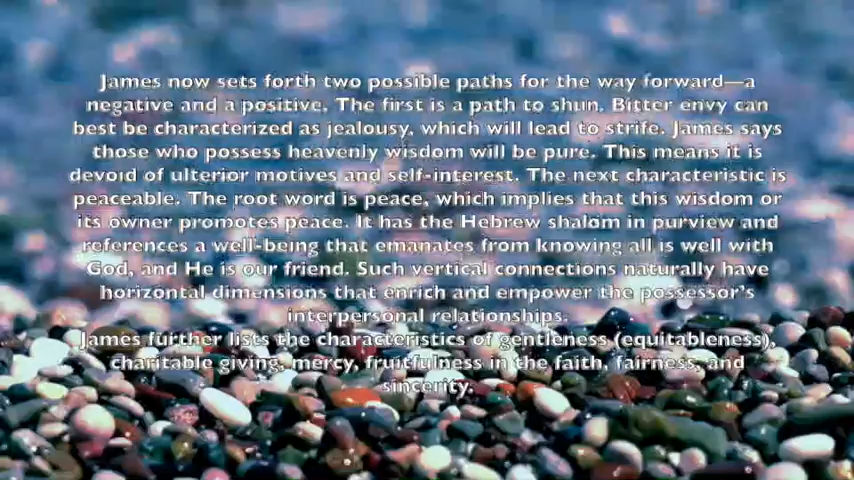 James now sets forth two possible paths for the way forward—a
negative and a positive. The first is a path to shun. Bitter envy can
best be characterized as jealousy, which will lead to strife. James says
those who possess heavenly wisdom will be pure. This means it is
devoid of ulterior motives and self-interest. The next characteristic is
peaceable. The root word is peace, which implies that this wisdom or
its owner promotes peace. It has the Hebrew shalom in purview and
references a well-being that emanates from knowing all is well with
God, and He is our friend. Such vertical connections naturally have
horizontal dimensions that enrich and empower the possessor's
interpersonal relationships.
James further lists the characteristics of gentleness (equitableness),
charitable giving, mercy, fruitfulness in the faith, fairness, and
sincerity.